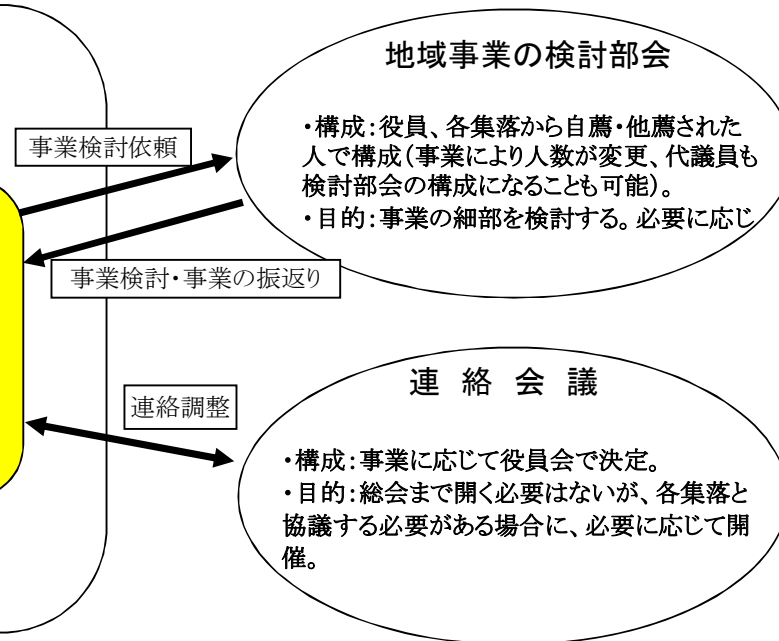 地域事業の検討部会
・構成：役員、各集落から自薦・他薦された
人で構成（事業により人数が変更、代議員も
検討部会の構成になることも可能）。
・目的：事業の細部を検討する。必要に応じ
事業検討依頼
事業検討・事業の振返り
連 絡 会 議
連絡調整
・構成：事業に応じて役員会で決定。
・目的：総会まで開く必要はないが、各集落と
協議する必要がある場合に、必要に応じて開
催。